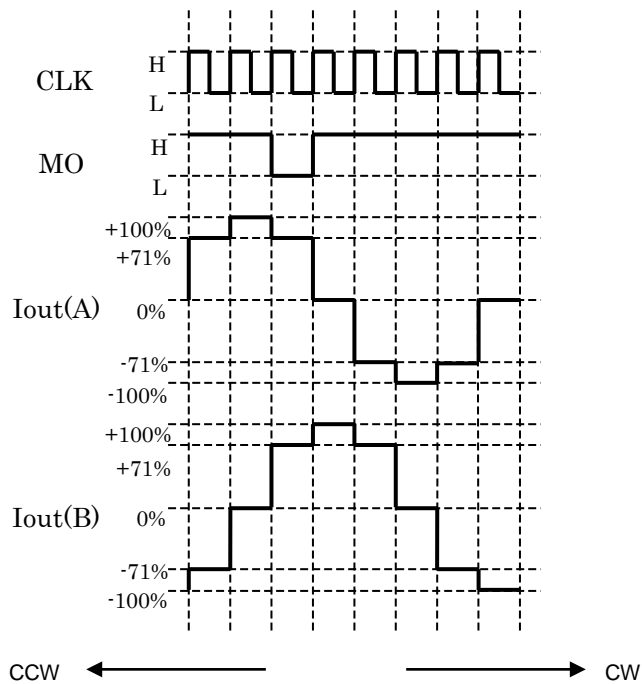 CLK
H
L
MO
H
L
Iout(A)
+100%
+71%
0%
-71%
-100%
Iout(B)
+100%
+71%
0%
-71%
-100%
CCW
CW